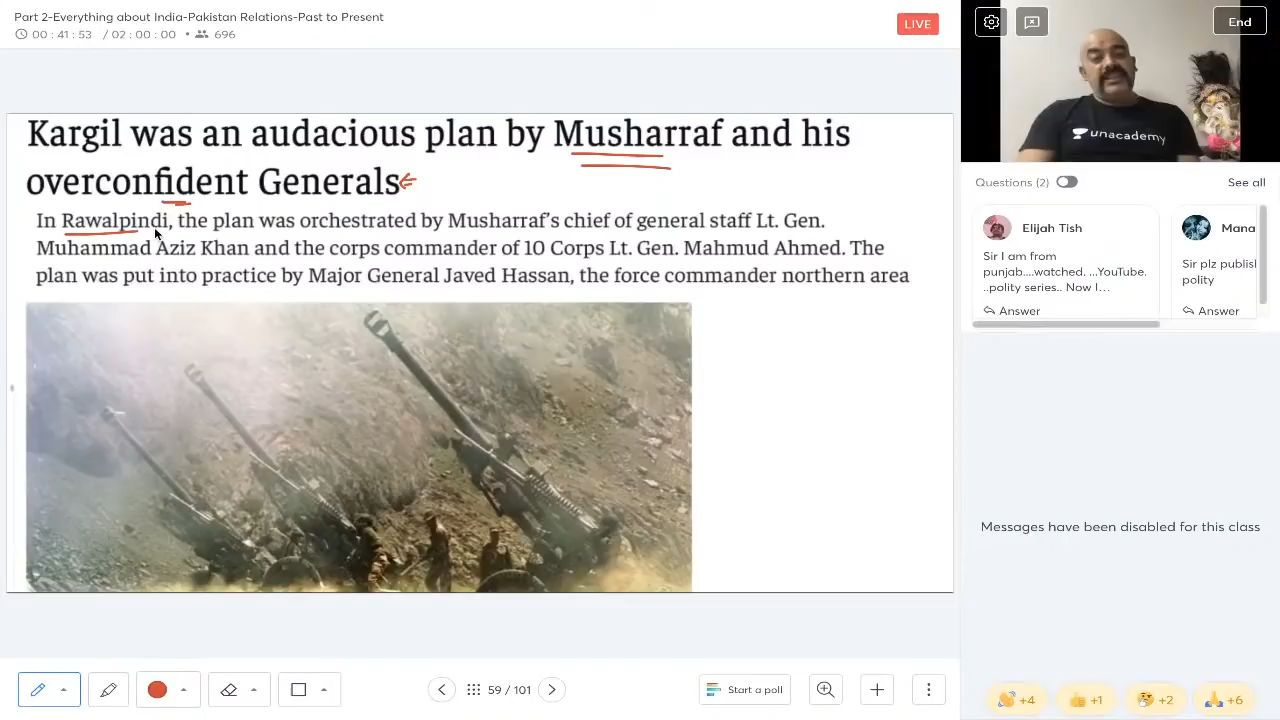 Part 2-Everything about India-Pakistan Relations-Past to Present
00 : 41 : 53 / 02 : 00 : 00 • 696
LIVE
End
Kargil was an audacious plan by Musharraf and his
overconfident Generals
In Rawalpindi, the plan was orchestrated by Musharraf's chief of general staff Lt. Gen.
Muhammad Aziz Khan and the corps commander of 10 Corps Lt. Gen. Mahmud Ahmed. The
plan was put into practice by Major General Javed Hassan, the force commander northern area
unacademy
Questions (2)
See all
Elijah Tish
Sir I am from
punjab....watched. ...YouTube.
..polity series.. Now I...
Answer
Mana
Sir plz publish
polity
Answer
Messages have been disabled for this class
59 / 101
Start a poll
+4
+1
+2
+6